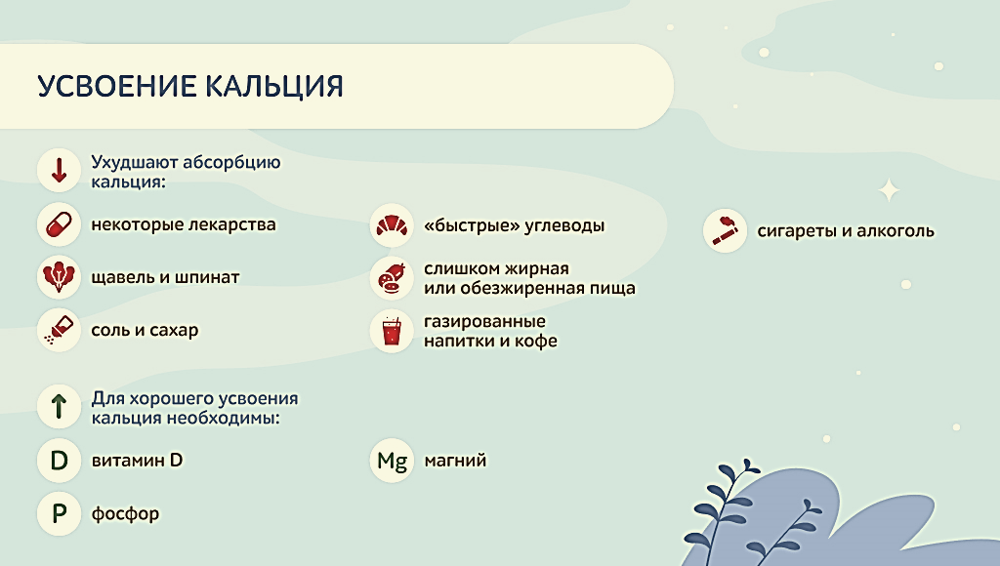 УСВОЕНИЕ КАЛЬЦИЯ
Ухудшают абсорбцию
кальция:
некоторые лекарства
щавель и шпинат
соль и сахар
«быстрые» углеводы
слишком жирная
или обезжиренная пища
газированные
напитки и кофе
сигареты и алкоголь
Для хорошего усвоения
кальция необходимы:
D витамин D
P фосфор
Mg магний